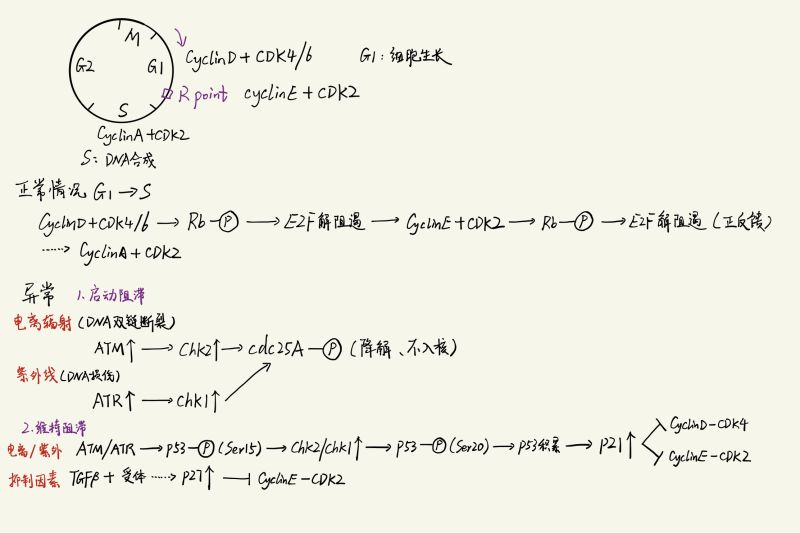 M
G2 G1
S
CyclinD+CDK4/6 G1：细胞生长
R point cyclinE+CDK2
CyclinA+CDK2
S：DNA合成
正常情况 G1→S
CyclinD+CDK4/6 → Rb-P → E2F解阻遏 → CyclinE+CDK2 → Rb-P → E2F解阻遏（正反馈）
⋯→ CyclinA+CDK2
异常 1.启动阻滞
电离辐射（DNA双链断裂）
ATM↑ → Chk2↑ → cdc25A-P（降解、不入核）
紫外线（DNA损伤）
ATR↑ → chk1↑
2.维持阻滞
电离/紫外 ATM/ATR → P53-P(Ser15) → Chk2/Chk1↑ → P53-P(Ser20) → P53积累 → P21↑
CyclinD-CDK4
CyclinE-CDK2
抑制因素 TGFβ+受体 ⋯→ P27↑ ⊣ CyclinE-CDK2